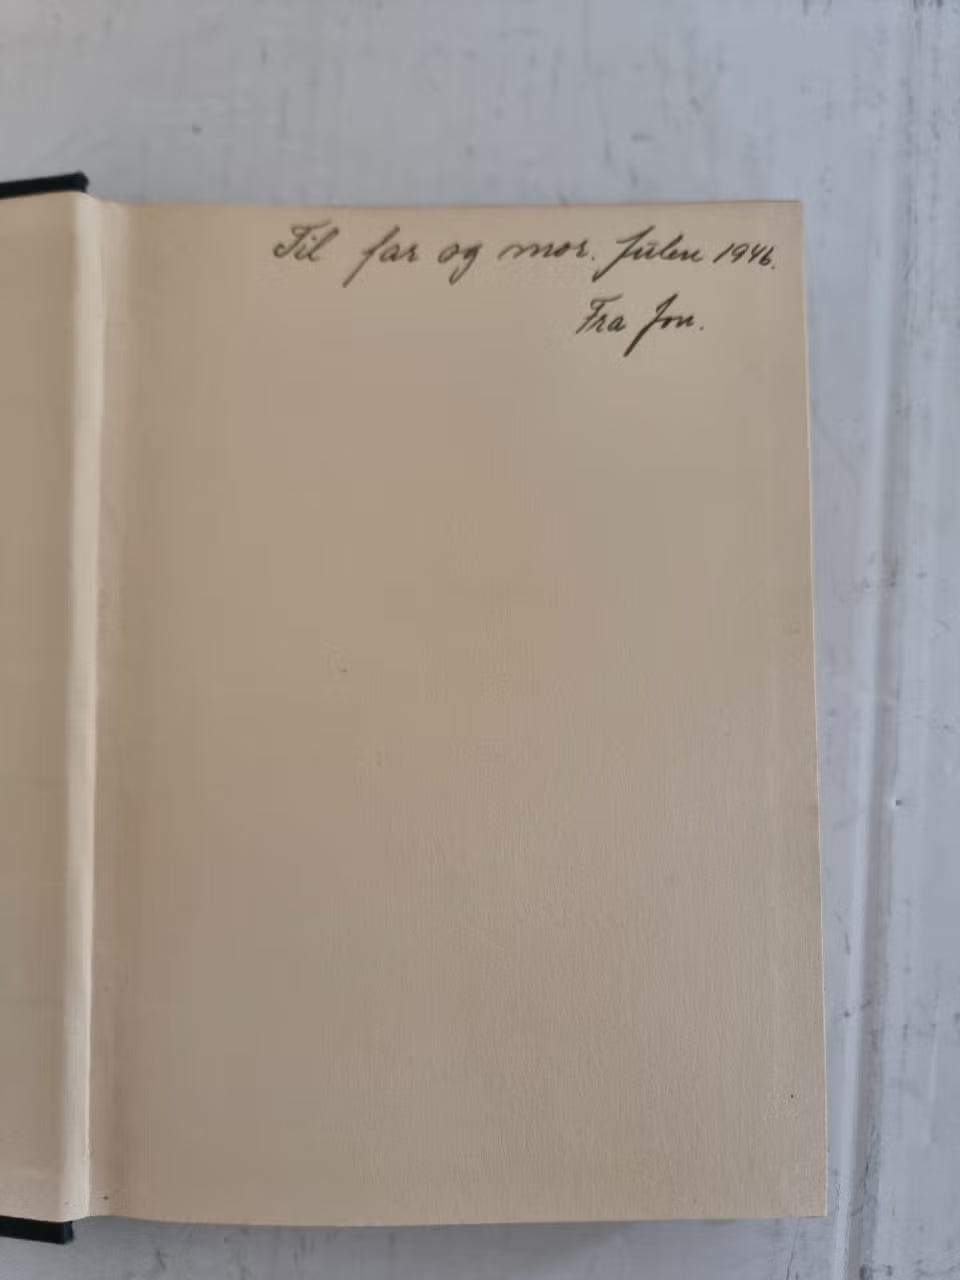 Til far og mor. Julen 1946.
Fra Jon.